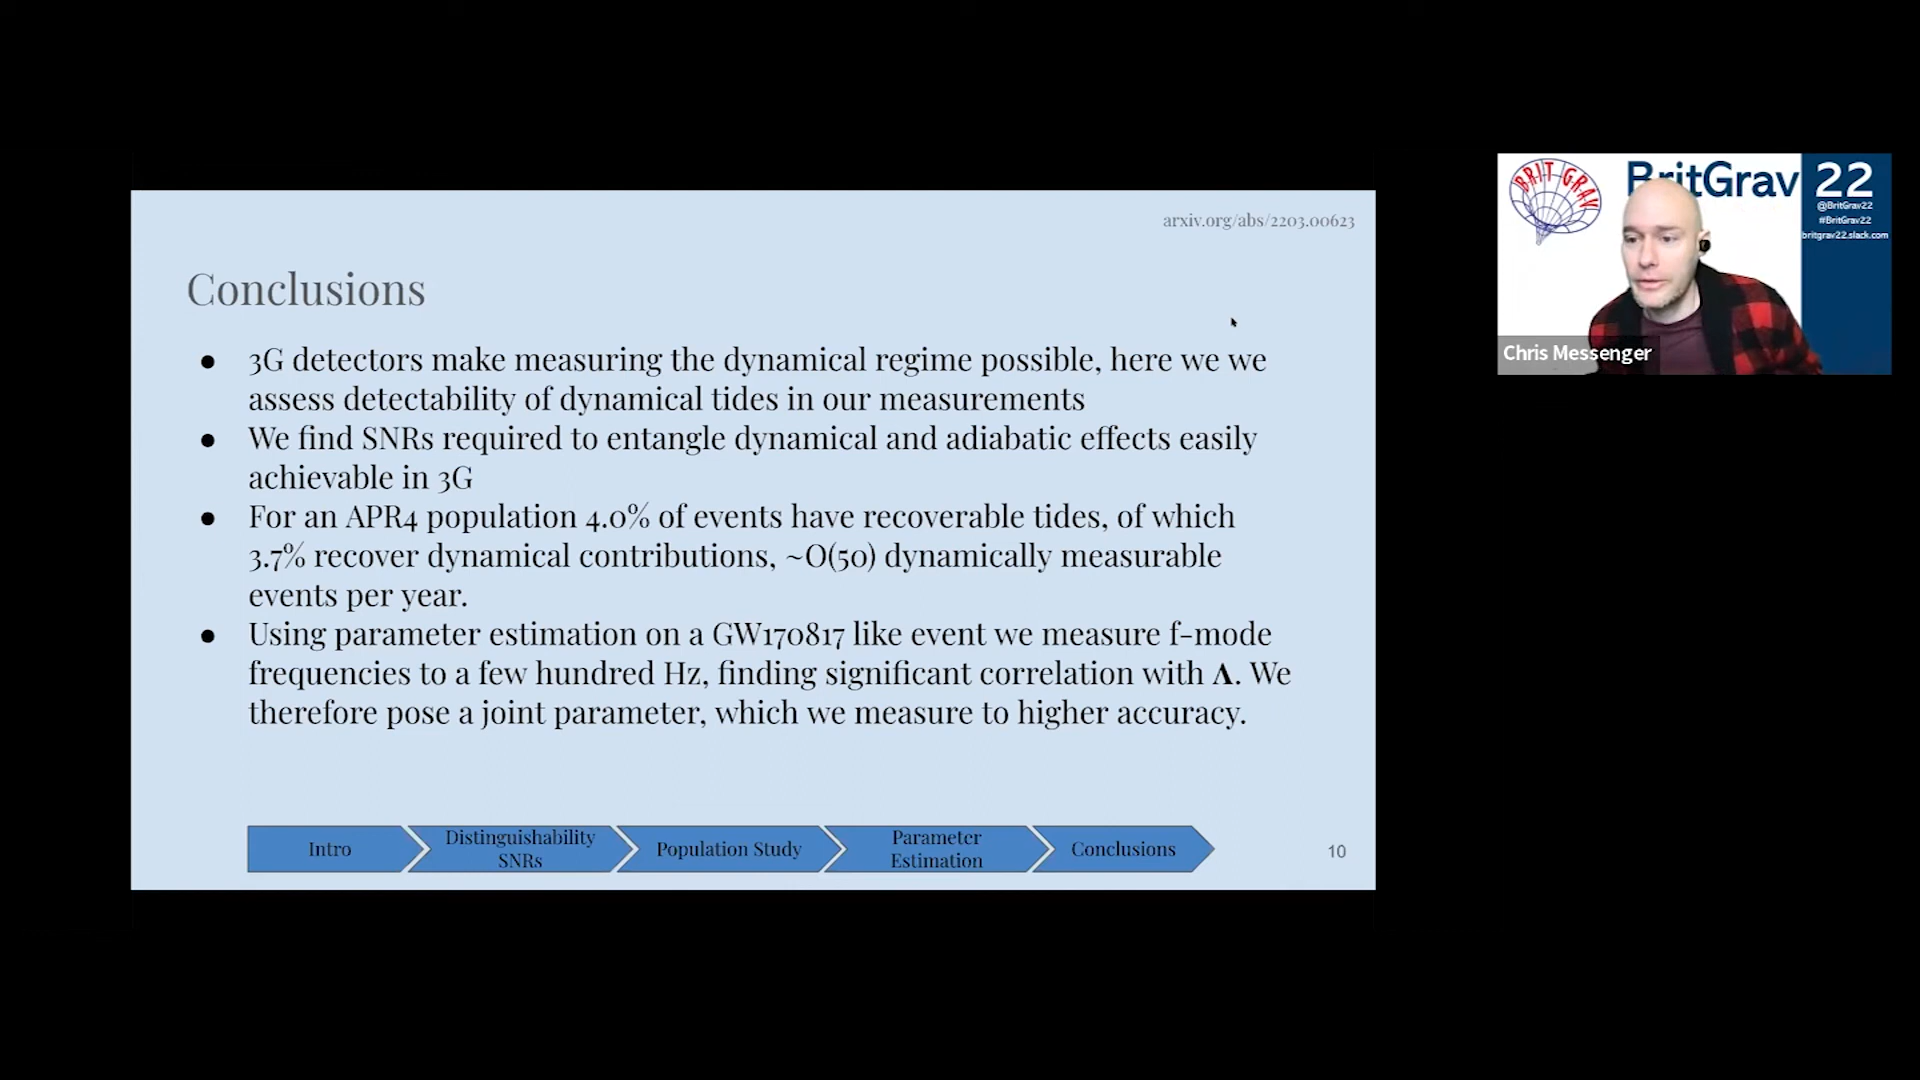 arxiv.org/abs/2203.00623
Conclusions
● 3G detectors make measuring the dynamical regime possible, here we we
assess detectability of dynamical tides in our measurements
● We find SNRs required to entangle dynamical and adiabatic effects easily
achievable in 3G
● For an APR4 population 4.0% of events have recoverable tides, of which
3.7% recover dynamical contributions, ~O(50) dynamically measurable
events per year.
● Using parameter estimation on a GW170817 like event we measure f-mode
frequencies to a few hundred Hz, finding significant correlation with Λ. We
therefore pose a joint parameter, which we measure to higher accuracy.
Intro
Distinguishability
SNRs
Population Study
Parameter
Estimation
Conclusions
10
BRIT GRAV
BritGrav 22
@BritGrav22
#BritGrav22
britgrav22.slack.com
Chris Messenger